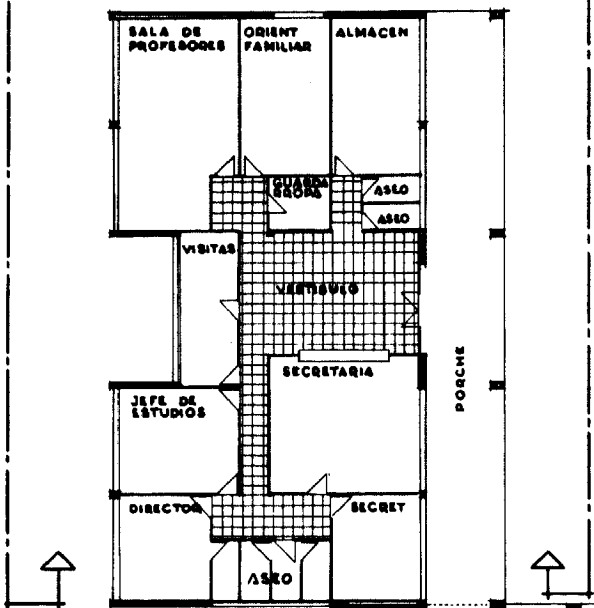 SALA DE
PROFESORES
ORIENT
FAMILIAR
ALMACEN
GUARDA
RROPA
ASEO
ASEO
VISITAS
VESTIBULO
SECRETARIA
PORCHE
JEFE DE
ESTUDIOS
DIRECTOR
SECRET
ASEO